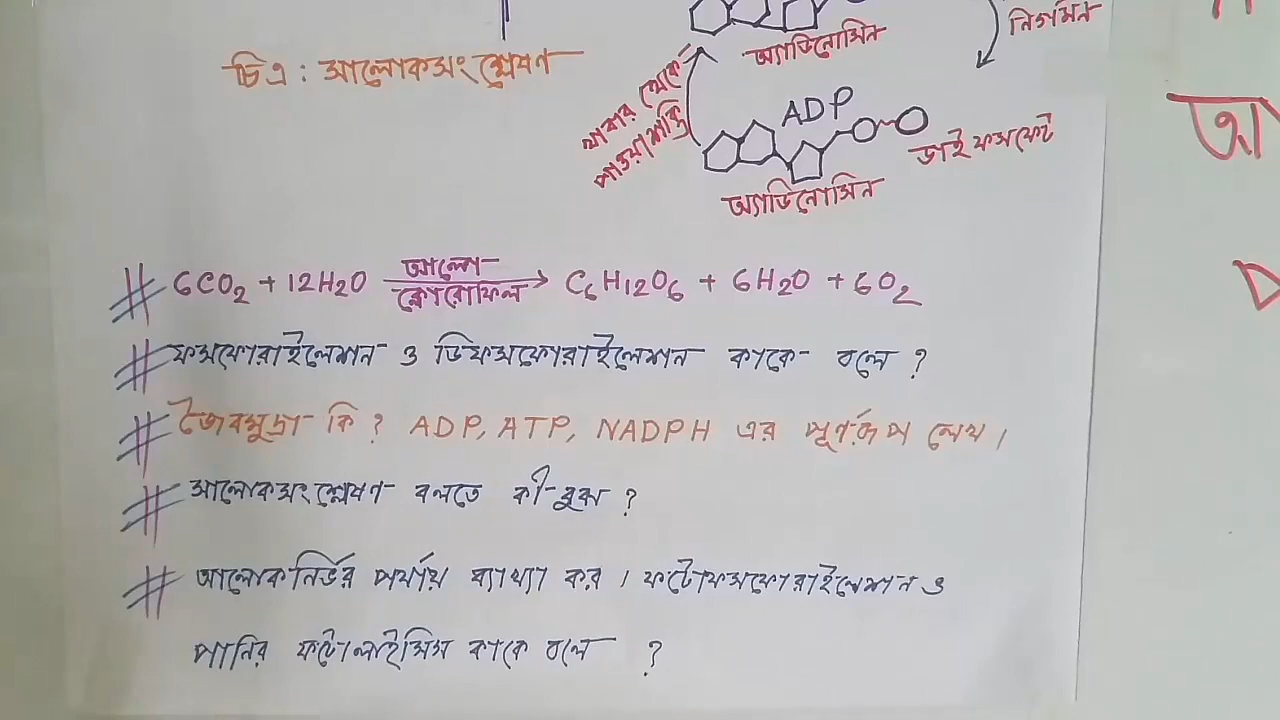 নির্গমন
অ্যাডিনোসিন
চিত্র : আলোকসংশ্লেষণ
খাবার থেকে
পাওয়া শক্তি
ADP
ডাই ফসফেট
অ্যাডিনোসিন
জা
# 6CO2 + 12H2O আলো ক্লোরোফিল → C6H12O6 + 6H2O + 6O2
# ফসফোরাইলেশন ও ডিফসফোরাইলেশন কাকে বলে ?
# জৈবমুদ্রা কি ? ADP, ATP, NADPH এর পূর্ণরূপ লেখ।
# আলোকসংশ্লেষণ বলতে কী বুঝ ?
# আলোকনির্ভর পর্যায় ব্যাখ্যা কর। ফটোফসফোরাইলেশন ও
পানির ফটোলাইসিস কাকে বলে ?